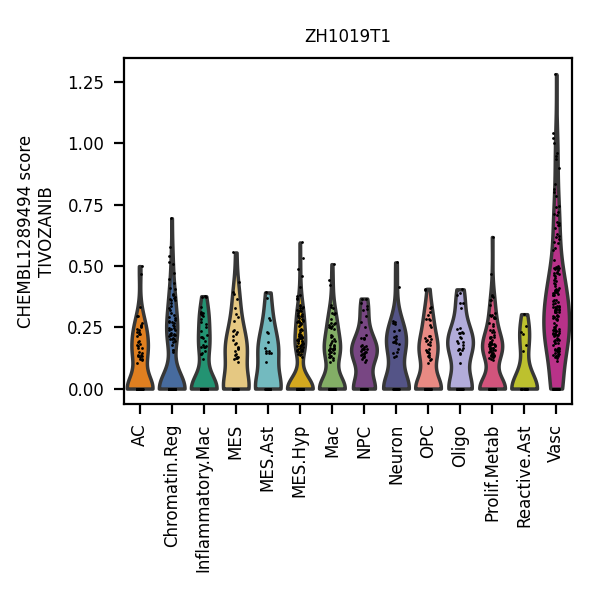 ZH1019T1
CHEMBL1289494 score
TIVOZANIB
1.25
1.00
0.75
0.50
0.25
0.00
AC
Chromatin.Reg
Inflammatory.Mac
MES
MES.Ast
MES.Hyp
Mac
NPC
Neuron
OPC
Oligo
Prolif.Metab
Reactive.Ast
Vasc